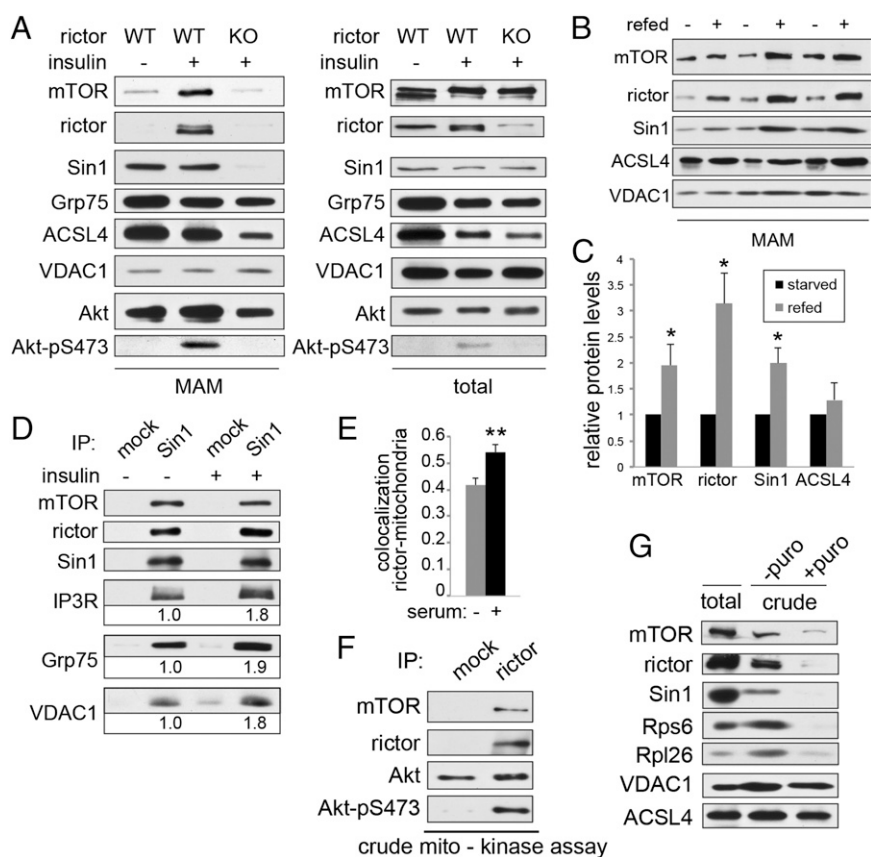 A
rictor WT WT KO
insulin - + +
mTOR
rictor
Sin1
Grp75
ACSL4
VDAC1
Akt
Akt-pS473
MAM
rictor WT WT KO
insulin - + +
mTOR
rictor
Sin1
Grp75
ACSL4
VDAC1
Akt
Akt-pS473
total
B
refed - + - + - +
mTOR
rictor
Sin1
ACSL4
VDAC1
MAM
C
relative protein levels
4
3.5
3
2.5
2
1.5
1
0.5
0
* * *
starved
refed
mTOR rictor Sin1 ACSL4
D
IP: mock Sin1 mock Sin1
insulin - - + +
mTOR
rictor
Sin1
IP3R
1.0 1.8
Grp75
1.0 1.9
VDAC1
1.0 1.8
E
colocalization
rictor-mitochondria
0.6
0.5
0.4
0.3
0.2
0.1
0
**
serum: - +
F
IP: mock rictor
mTOR
rictor
Akt
Akt-pS473
crude mito - kinase assay
G
-puro +puro
total crude
mTOR
rictor
Sin1
Rps6
Rpl26
VDAC1
ACSL4